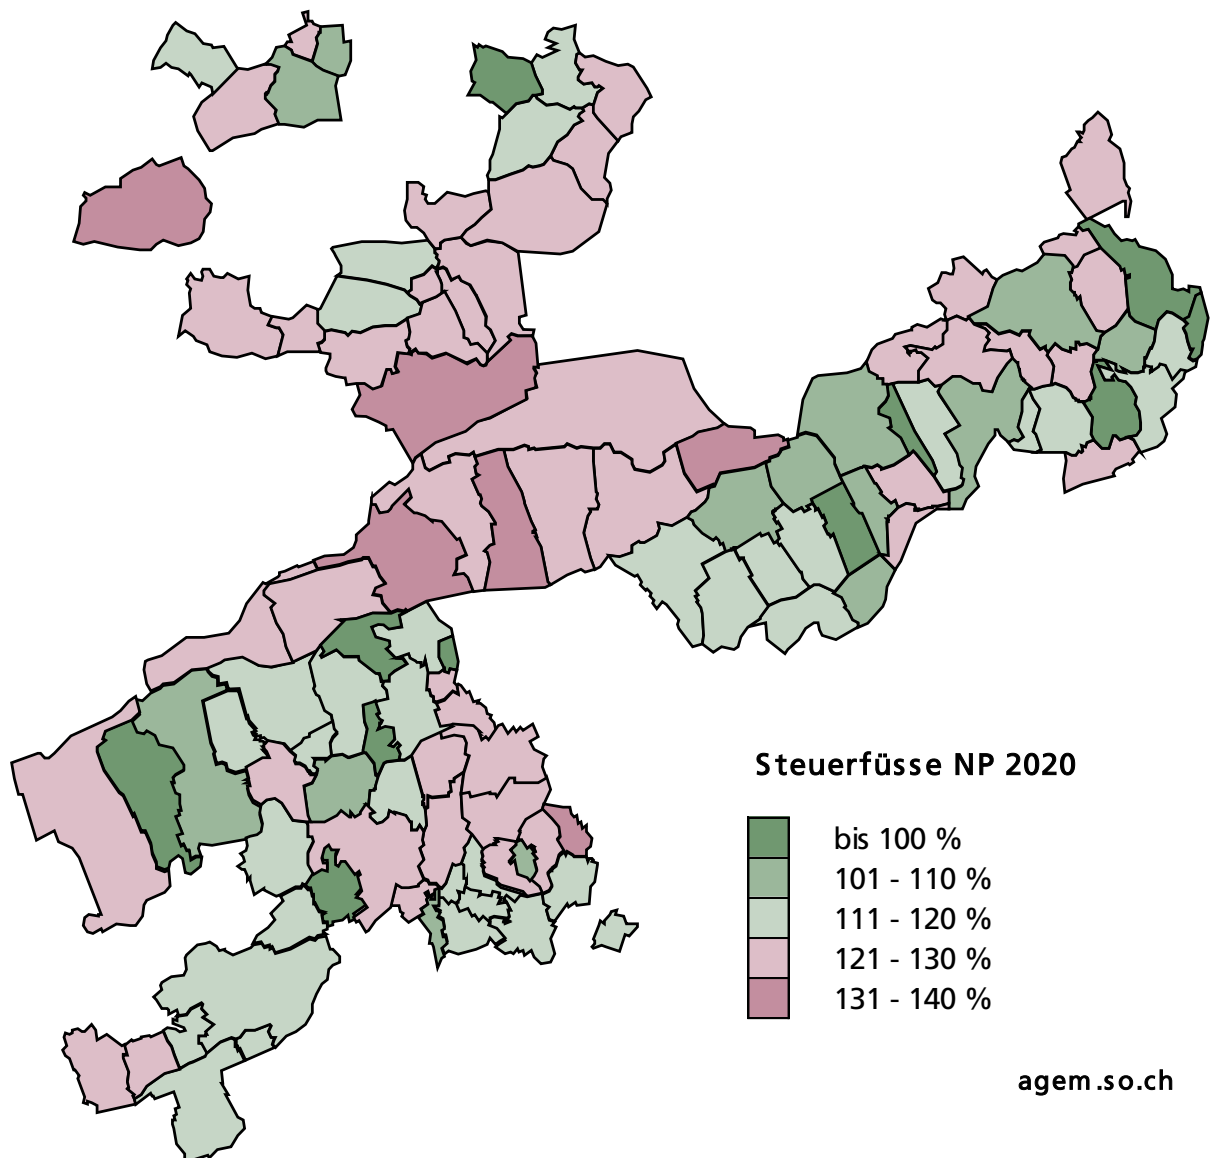 Steuerfüsse NP 2020
bis 100 %
101 - 110 %
111 - 120 %
121 - 130 %
131 - 140 %
agem.so.ch